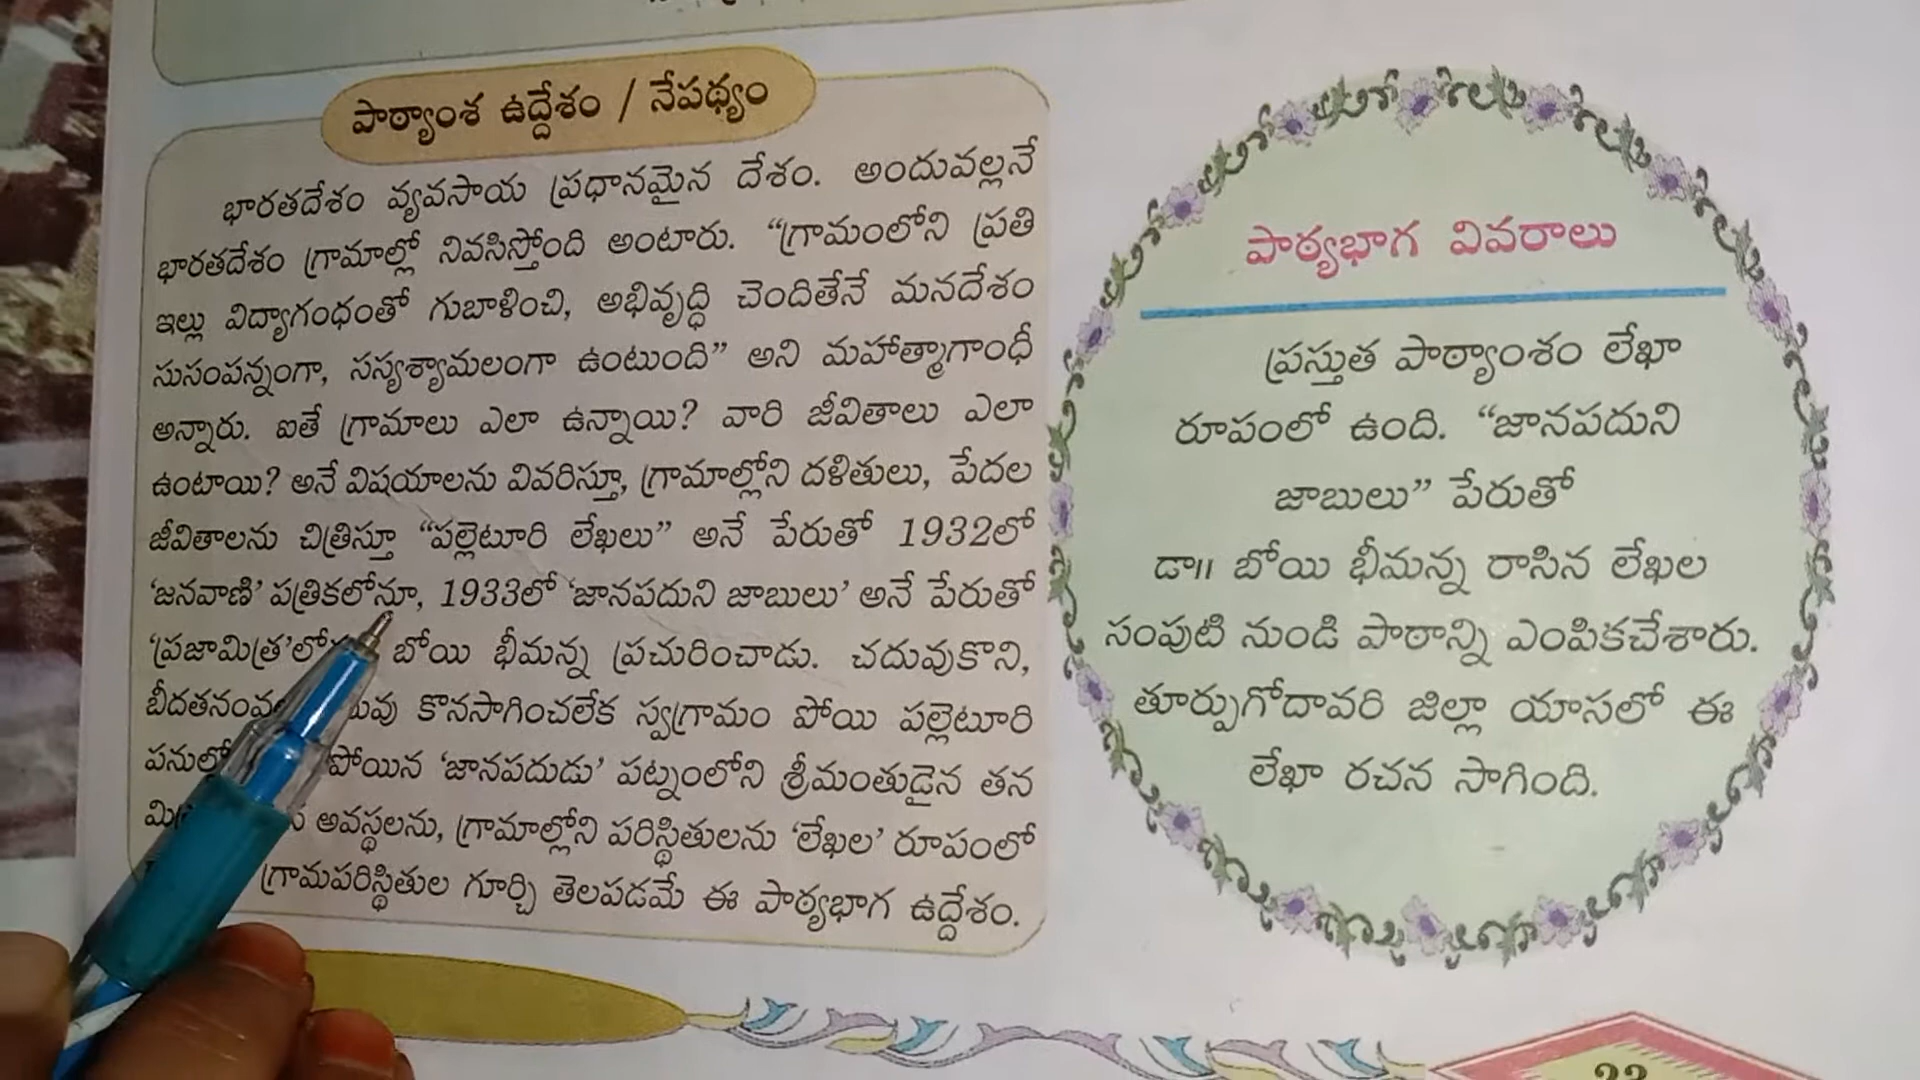 పాఠ్యాంశ ఉద్దేశం / నేపథ్యం
భారతదేశం వ్యవసాయ ప్రధానమైన దేశం. అందువల్లనే
భారతదేశం గ్రామాల్లో నివసిస్తోంది అంటారు. “గ్రామంలోని ప్రతి
ఇల్లు విద్యాగంధంతో గుబాళించి, అభివృద్ధి చెందితేనే మనదేశం
సుసంపన్నంగా, సస్యశ్యామలంగా ఉంటుంది” అని మహాత్మాగాంధీ
అన్నారు. ఐతే గ్రామాలు ఎలా ఉన్నాయి? వారి జీవితాలు ఎలా
ఉంటాయి? అనే విషయాలను వివరిస్తూ, గ్రామాల్లోని దళితులు, పేదల
జీవితాలను చిత్రిస్తూ “పల్లెటూరి లేఖలు” అనే పేరుతో 1932లో
‘జనవాణి’ పత్రికలోనూ, 1933లో ‘జానపదుని జాబులు’ అనే పేరుతో
బోయి భీమన్న ప్రచురించాడు. చదువుకొని,
కొనసాగించలేక స్వగ్రామం పోయి పల్లెటూరి
‘జానపదుడు’ పట్నంలోని శ్రీమంతుడైన తన
అవస్థలను, గ్రామాల్లోని పరిస్థితులను ‘లేఖల’ రూపంలో
గ్రామపరిస్థితుల గూర్చి తెలపడమే ఈ పాఠ్యభాగ ఉద్దేశం.
పాఠ్యభాగ వివరాలు
ప్రస్తుత పాఠ్యాంశం లేఖా
రూపంలో ఉంది. “జానపదుని
జాబులు” పేరుతో
డా॥ బోయి భీమన్న రాసిన లేఖల
సంపుటి నుండి పాఠాన్ని ఎంపికచేశారు.
తూర్పుగోదావరి జిల్లా యాసలో ఈ
లేఖా రచన సాగింది.